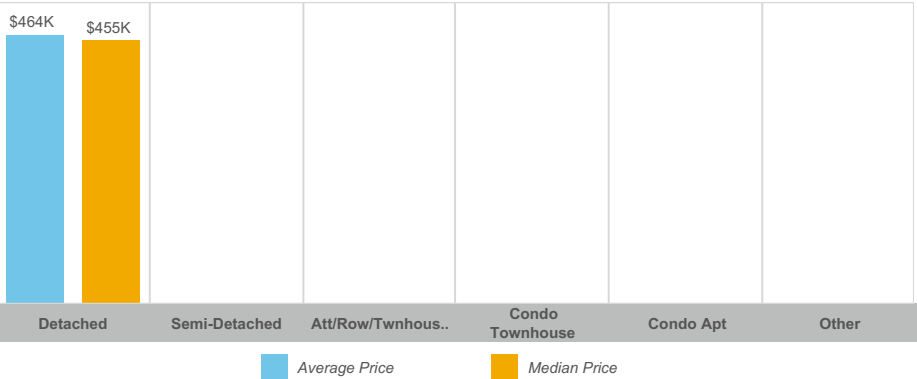 $464K
$455K
Detached
Semi-Detached
Att/Row/Twnhous..
Condo
Townhouse
Condo Apt
Other
Average Price
Median Price